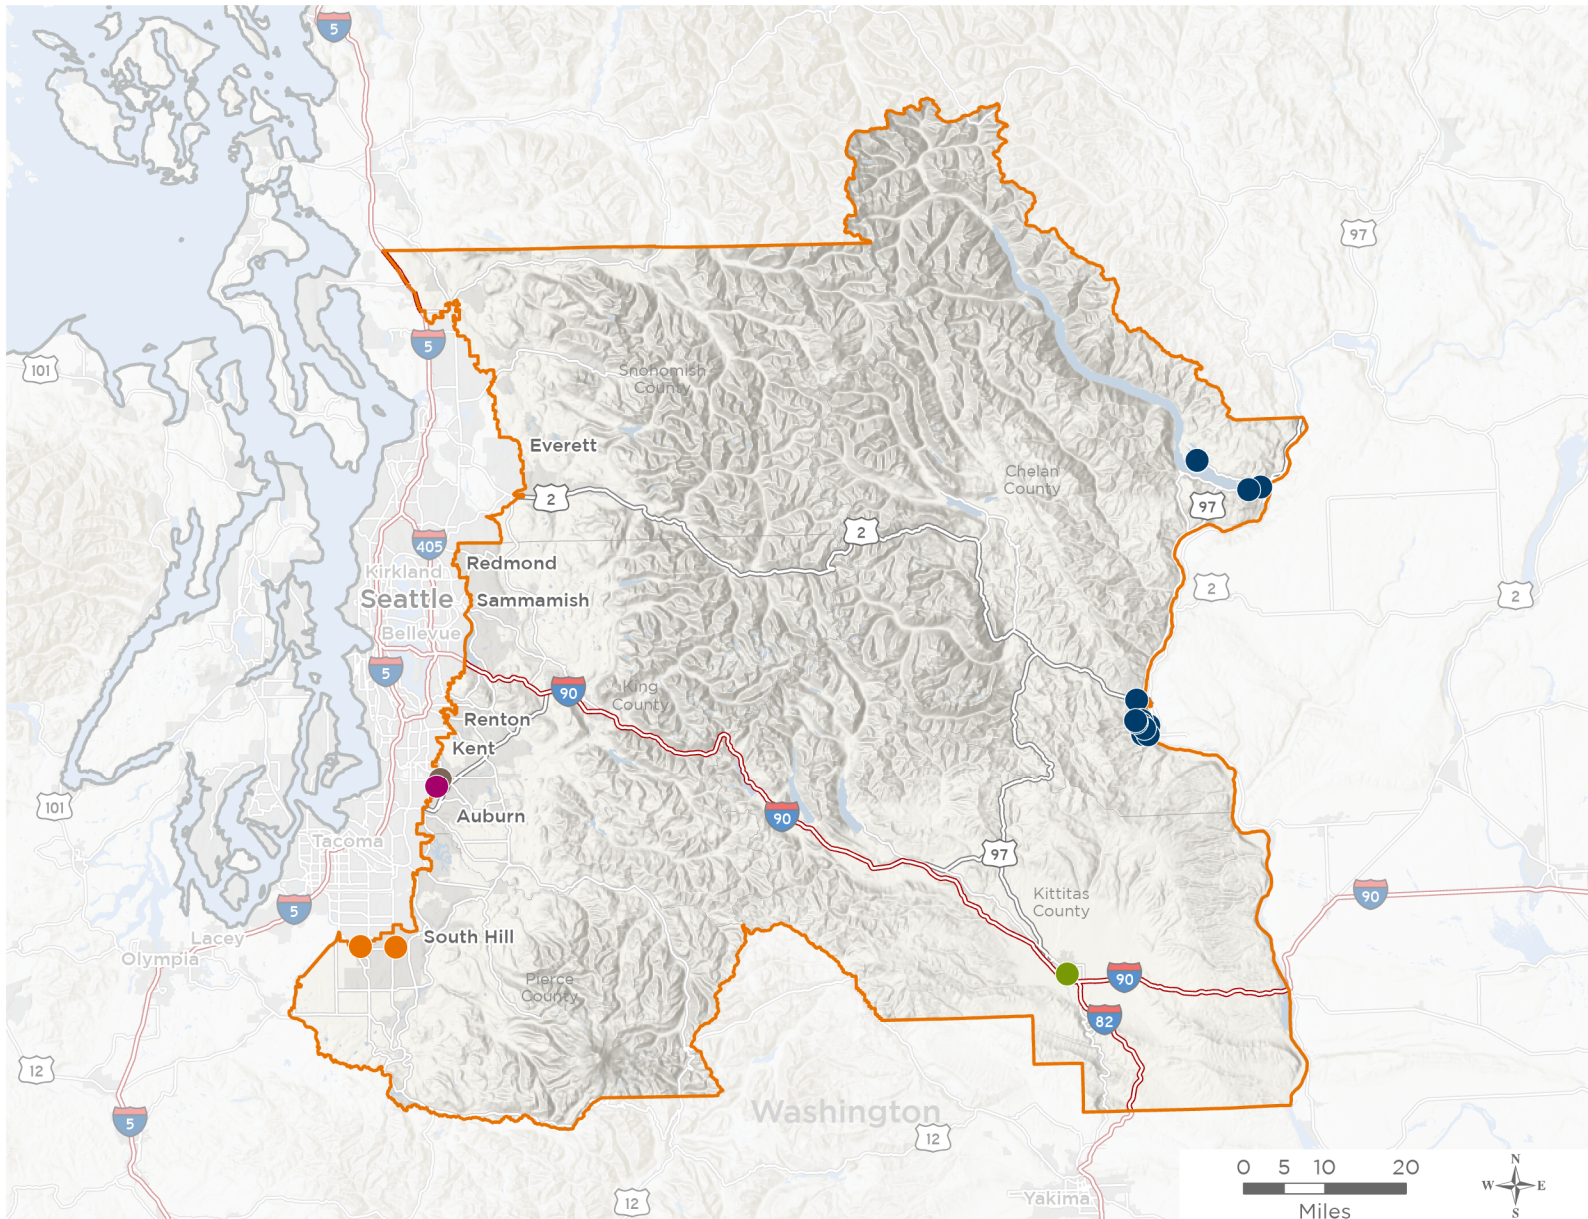 5
97
5
101
Snohomish
County
Everett
Chelan
County
2
97
2
405
Redmond
Kirkland
2
2
Seattle
Sammamish
Bellevue
5
90
King
County
Renton
Kent
101
Auburn
90
Tacoma
97
Kittitas
County
90
5
Lacey
South Hill
Olympia
Pierce
County
90
82
12
5
Washington
12
12
Yakima
0 5 10 20
Miles
N
W E
S